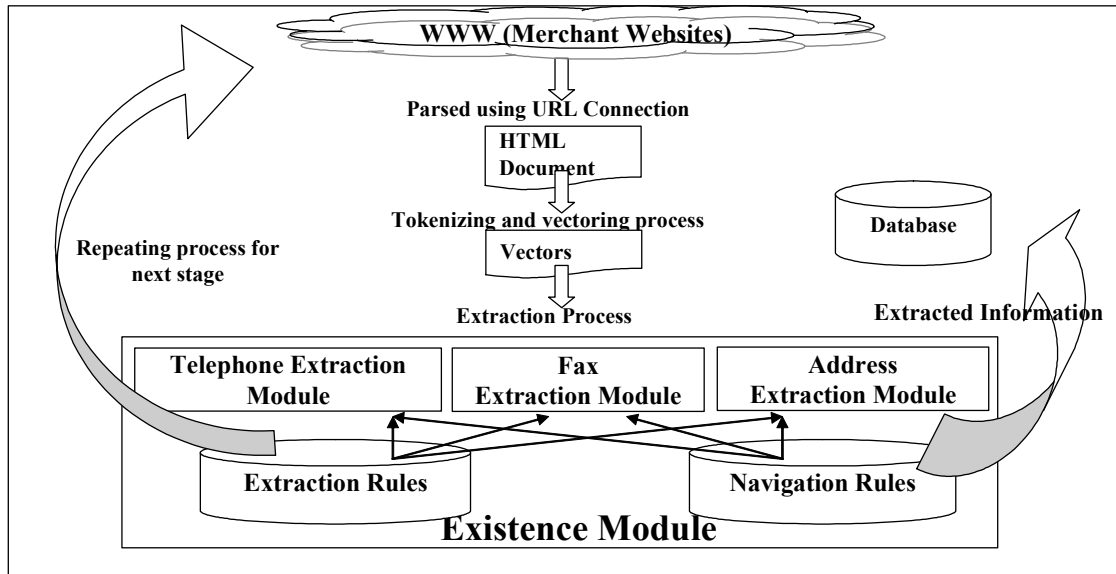 WWW (Merchant Websites)
Parsed using URL Connection
HTML
Document
Tokenizing and vectoring process
Vectors
Database
Repeating process for
next stage
Extraction Process
Extracted Information
Telephone Extraction
Module
Fax
Extraction Module
Address
Extraction Module
Extraction Rules
Navigation Rules
Existence Module